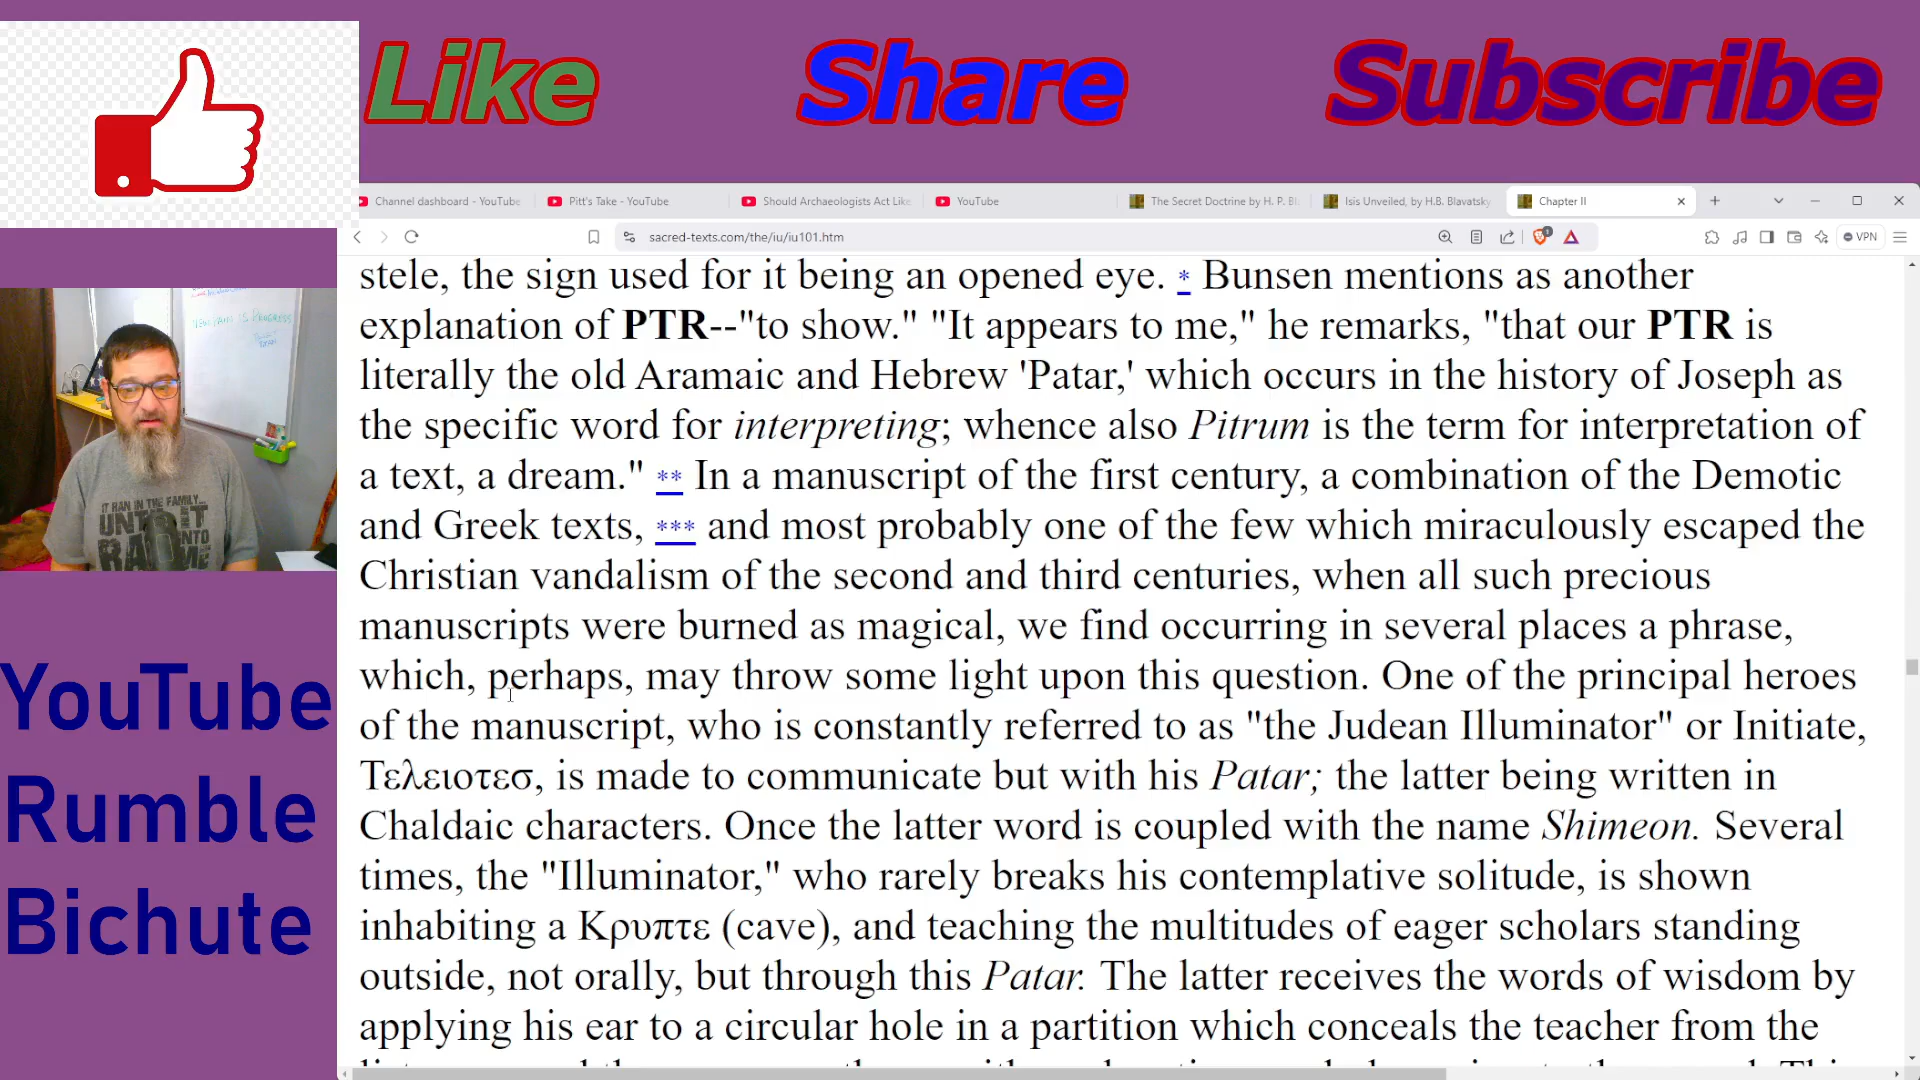 Like Share Subscribe
Channel dashboard - YouTube
Pitt's Take - YouTube
Should Archaeologists Act Like
YouTube
The Secret Doctrine by H. P. Bl
Isis Unveiled, by H.B. Blavatsky
Chapter II
sacred-texts.com/the/iu/iu101.htm
1
VPN
stele, the sign used for it being an opened eye. * Bunsen mentions as another
explanation of PTR--"to show." "It appears to me," he remarks, "that our PTR is
literally the old Aramaic and Hebrew 'Patar,' which occurs in the history of Joseph as
the specific word for interpreting; whence also Pitrum is the term for interpretation of
a text, a dream." ** In a manuscript of the first century, a combination of the Demotic
and Greek texts, *** and most probably one of the few which miraculously escaped the
Christian vandalism of the second and third centuries, when all such precious
manuscripts were burned as magical, we find occurring in several places a phrase,
which, perhaps, may throw some light upon this question. One of the principal heroes
of the manuscript, who is constantly referred to as "the Judean Illuminator" or Initiate,
Τελειοτεσ, is made to communicate but with his Patar; the latter being written in
Chaldaic characters. Once the latter word is coupled with the name Shimeon. Several
times, the "Illuminator," who rarely breaks his contemplative solitude, is shown
inhabiting a Κρυπτε (cave), and teaching the multitudes of eager scholars standing
outside, not orally, but through this Patar. The latter receives the words of wisdom by
applying his ear to a circular hole in a partition which conceals the teacher from the
IT RAN IN THE FAMILY...
UNTIL IT
RAN INTO
ME
YouTube
Rumble
Bichute